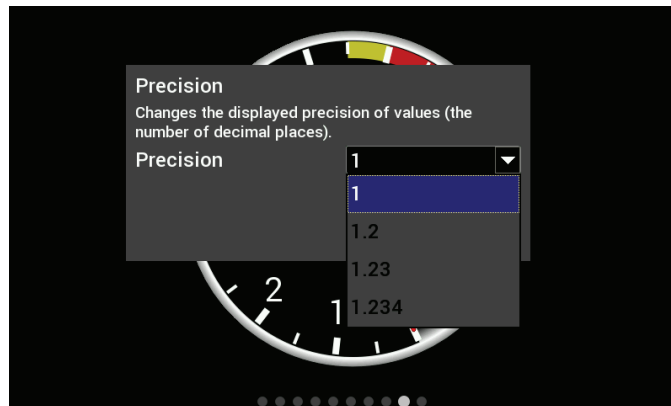 Precision
Changes the displayed precision of values (the
number of decimal places).
Precision
1
1
1.2
1.23
1.234
2
1